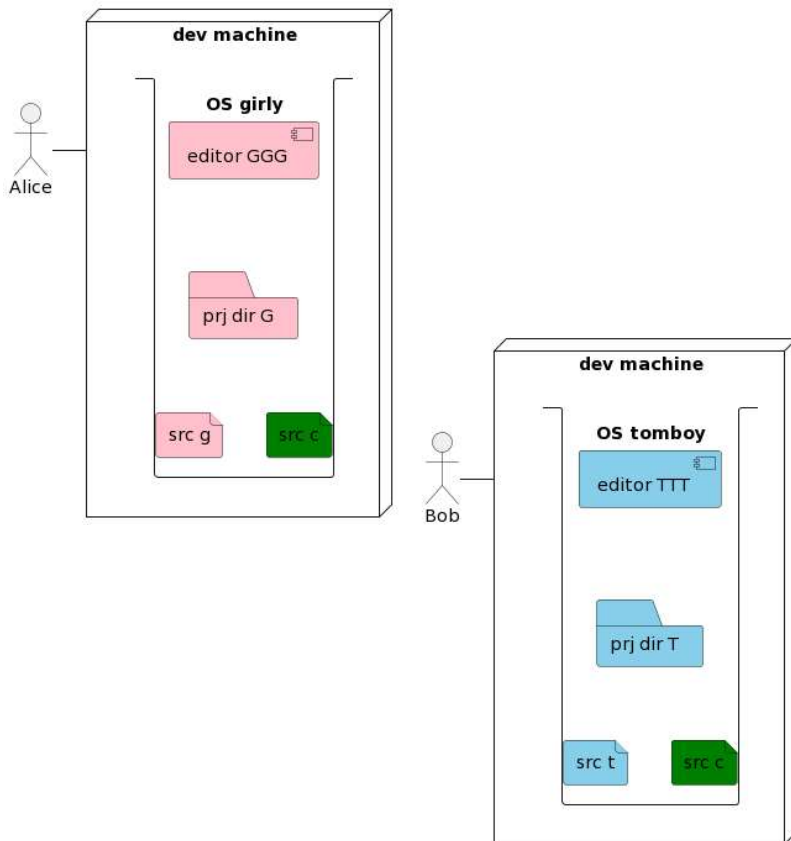 dev machine
OS girly
editor GGG
Alice
prj dir G
src g
src c
dev machine
OS tomboy
editor TTT
Bob
prj dir T
src t
src c